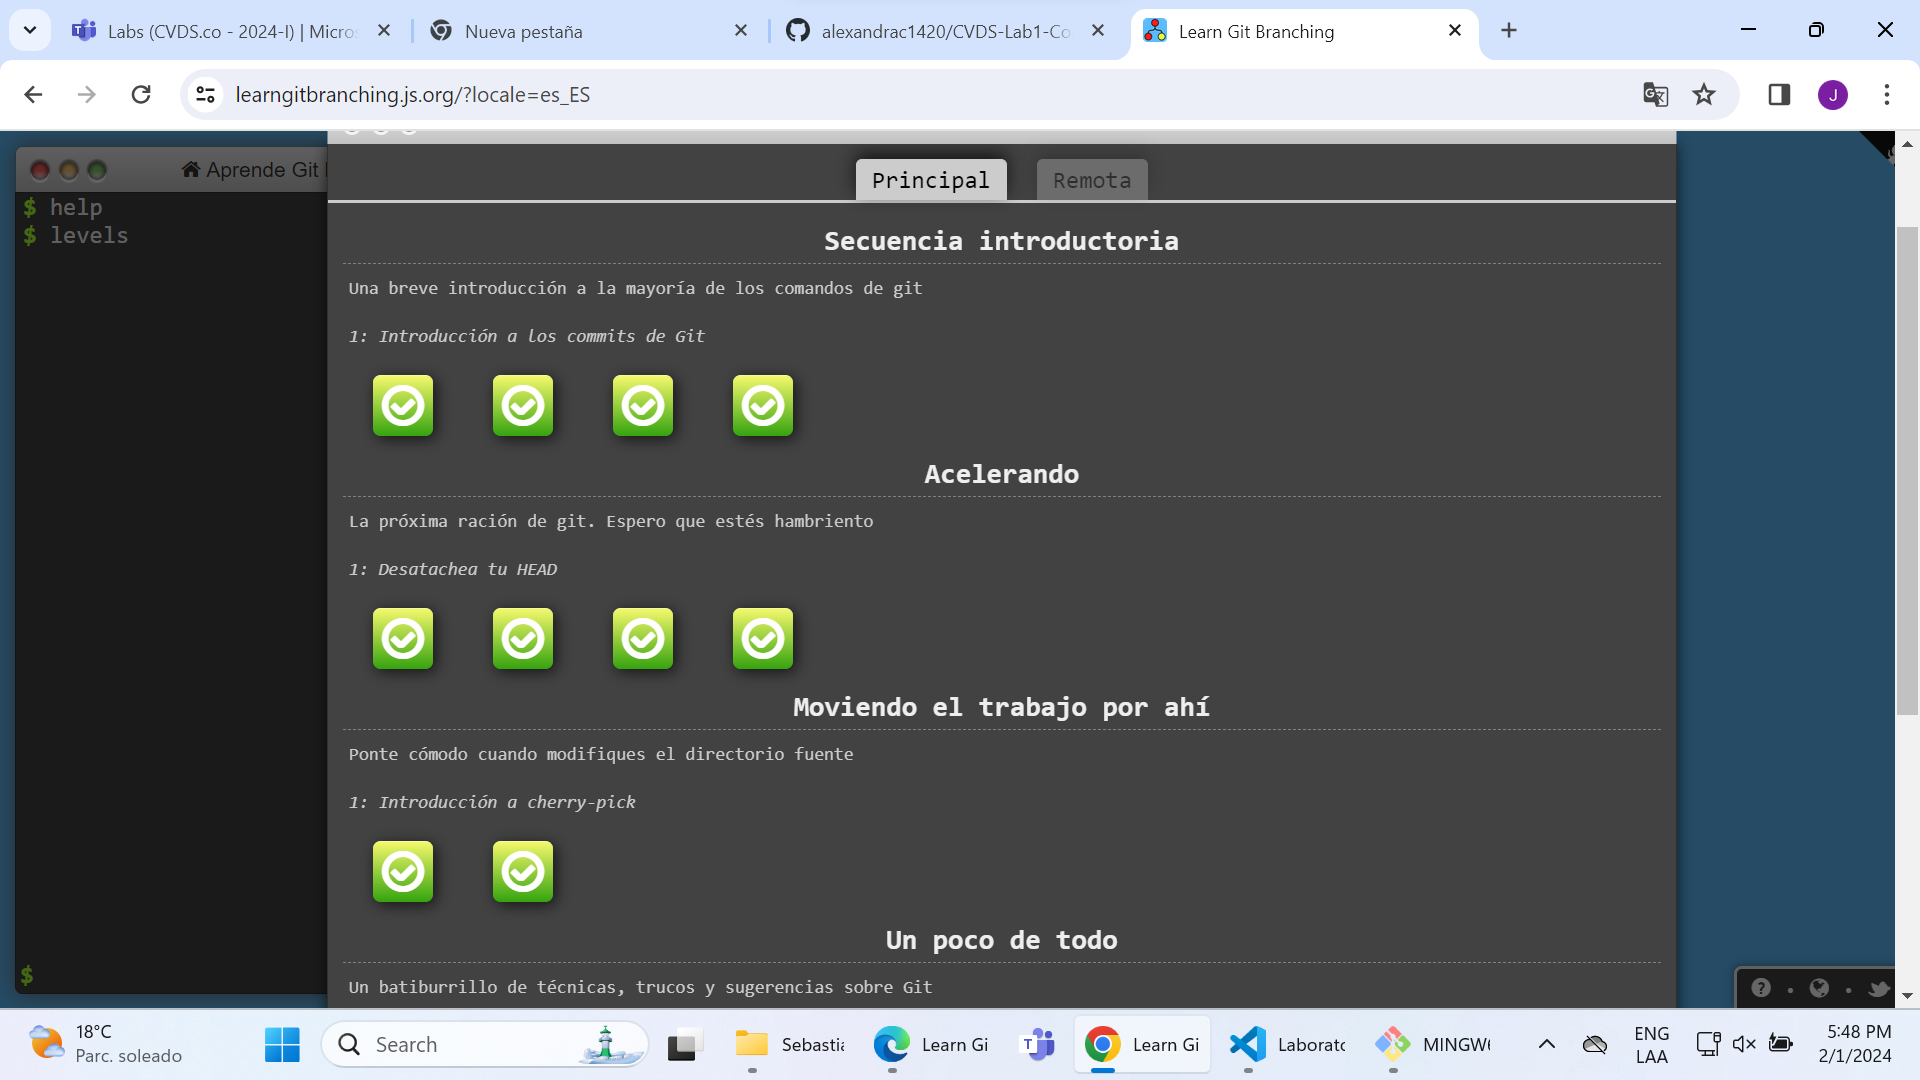 Labs (CVDS.co - 2024-I) | Micros
Nueva pestaña
alexandrac1420/CVDS-Lab1-Co
Learn Git Branching
learngitbranching.js.org/?locale=es_ES
J
Aprende Git
$ help
$ levels
$
Principal
Remota
Secuencia introductoria
Una breve introducción a la mayoría de los comandos de git
1: Introducción a los commits de Git
Acelerando
La próxima ración de git. Espero que estés hambriento
1: Desatachea tu HEAD
Moviendo el trabajo por ahí
Ponte cómodo cuando modifiques el directorio fuente
1: Introducción a cherry-pick
Un poco de todo
Un batiburrillo de técnicas, trucos y sugerencias sobre Git
18°C
Parc. soleado
Search
Sebastia
Learn Gi
Learn Gi
Laborato
MINGW6
ENG
LAA
5:48 PM
2/1/2024